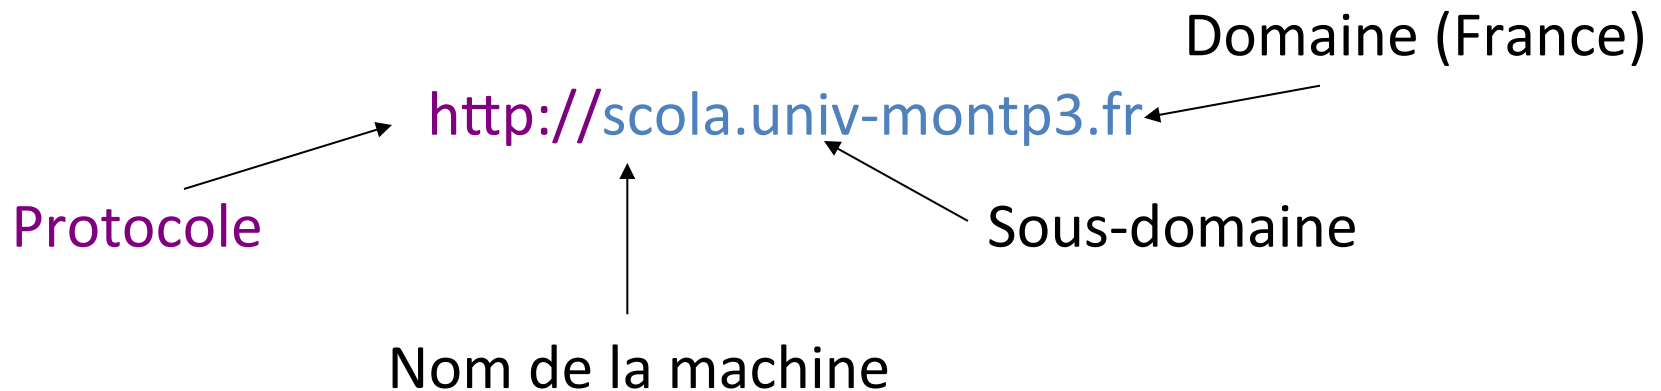 Domaine (France)
http://scola.univ-montp3.fr
Protocole
Sous-domaine
Nom de la machine